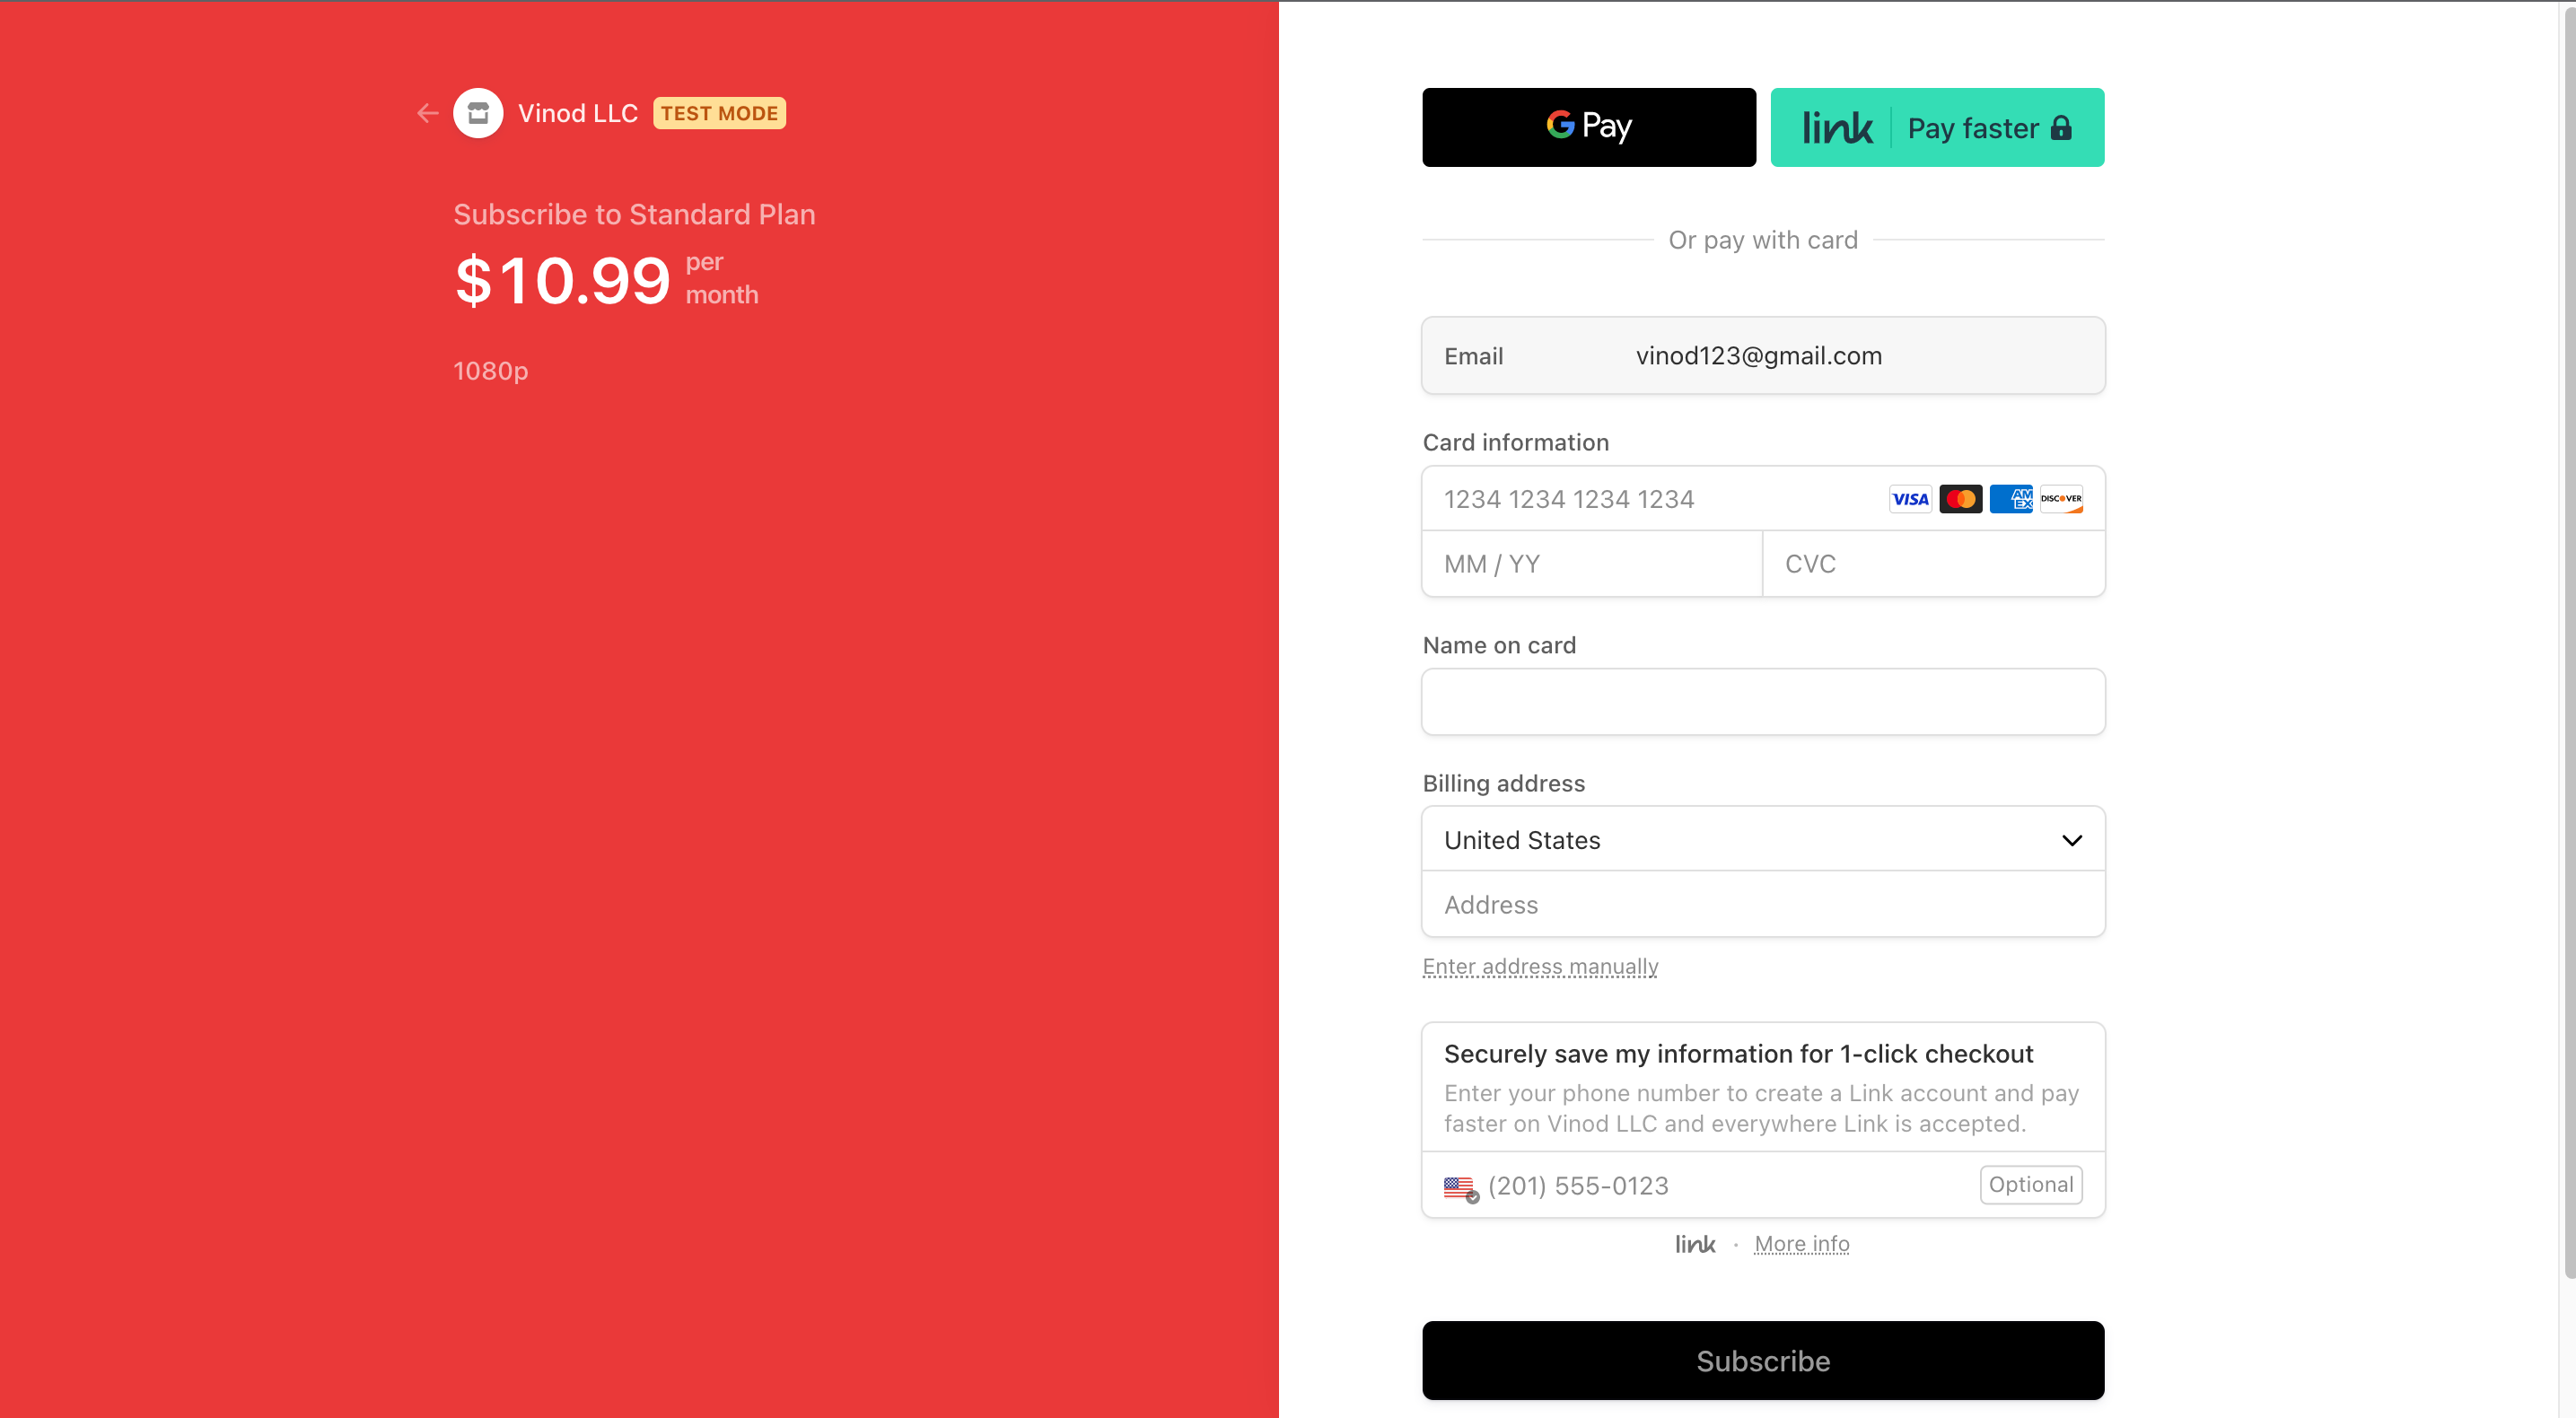 Vinod LLC TEST MODE
Subscribe to Standard Plan
$10.99 per month
1080p
G Pay
link Pay faster
Or pay with card
Email vinod123@gmail.com
Card information
1234 1234 1234 1234 VISA AM EX DISCOVER
MM / YY CVC
Name on card
Billing address
United States
Address
Enter address manually
Securely save my information for 1-click checkout
Enter your phone number to create a Link account and pay
faster on Vinod LLC and everywhere Link is accepted.
(201) 555-0123 Optional
link · More info
Subscribe